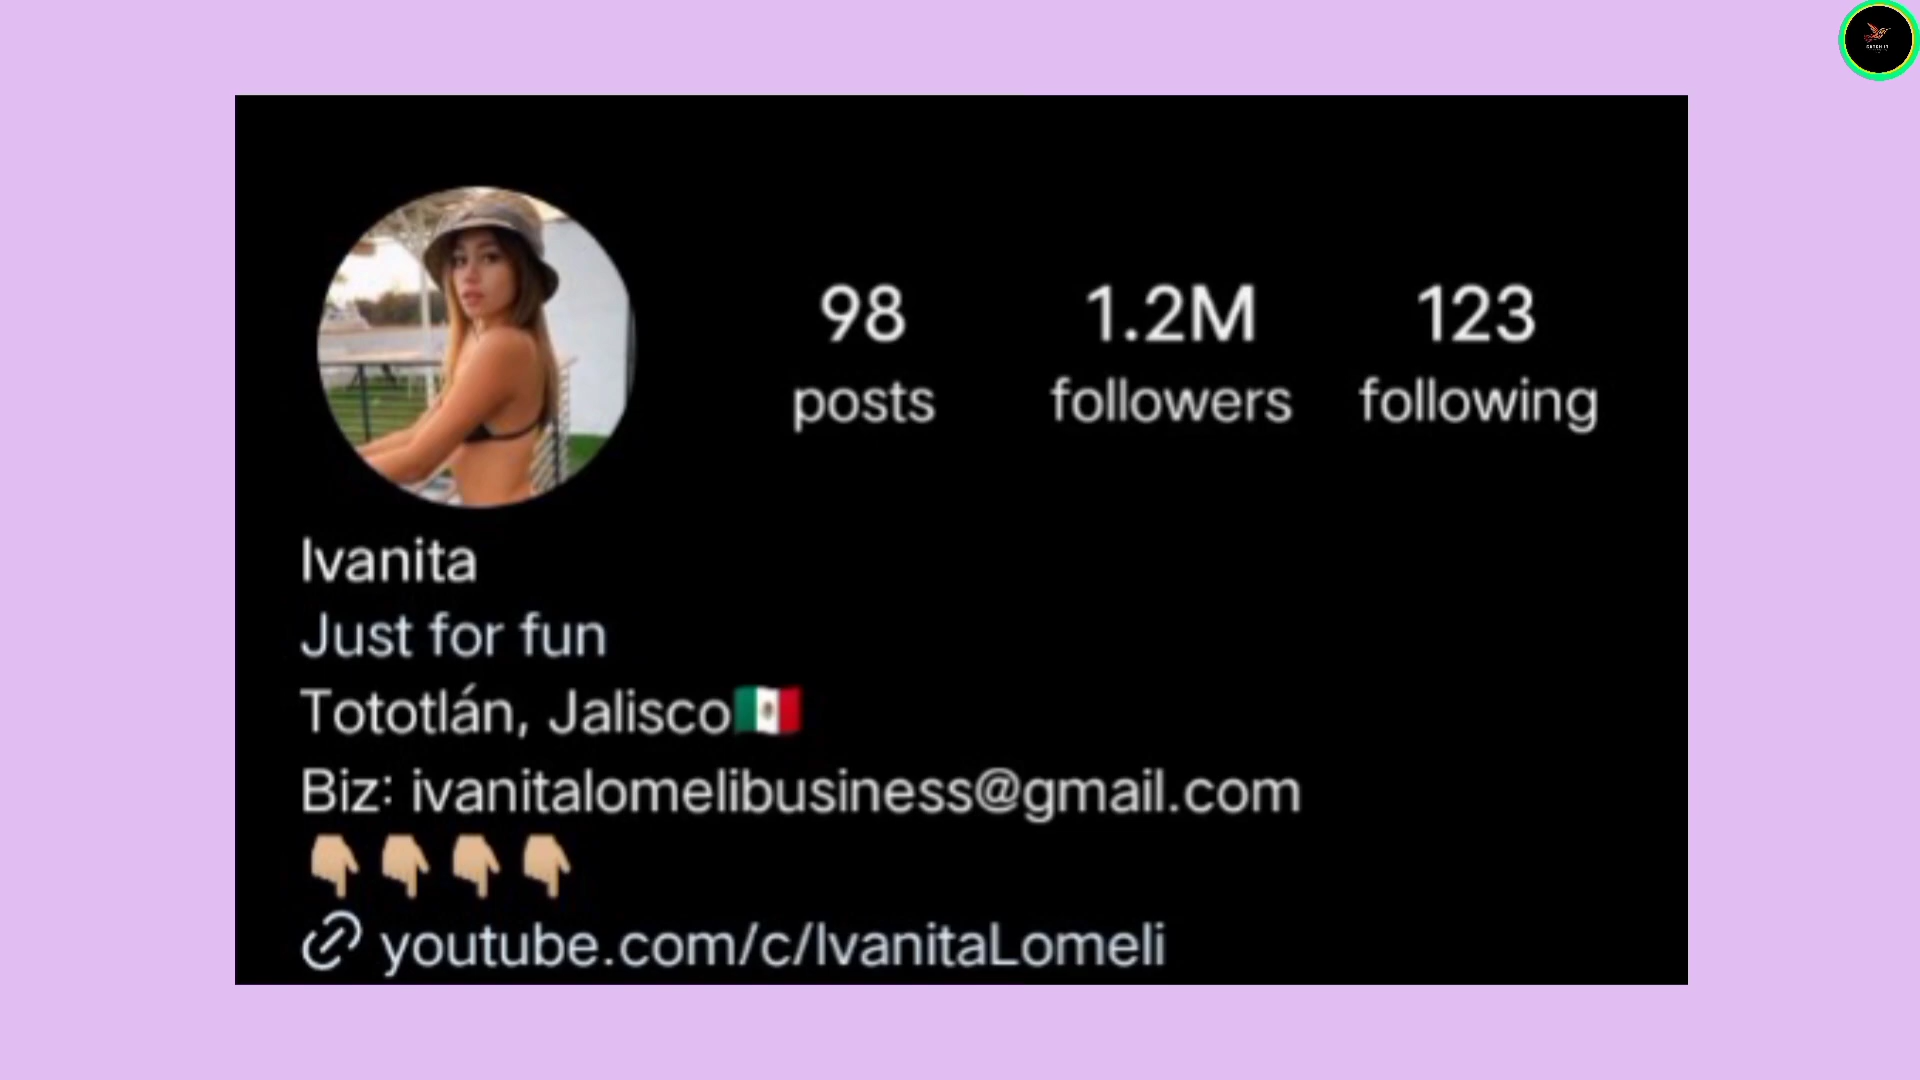 98 1.2M 123
posts followers following
Ivanita
Just for fun
Tototlán, Jalisco🇲🇽
Biz: ivanitalomelibusiness@gmail.com
👇🏼👇🏼👇🏼👇🏼
youtube.com/c/IvanitaLomeli